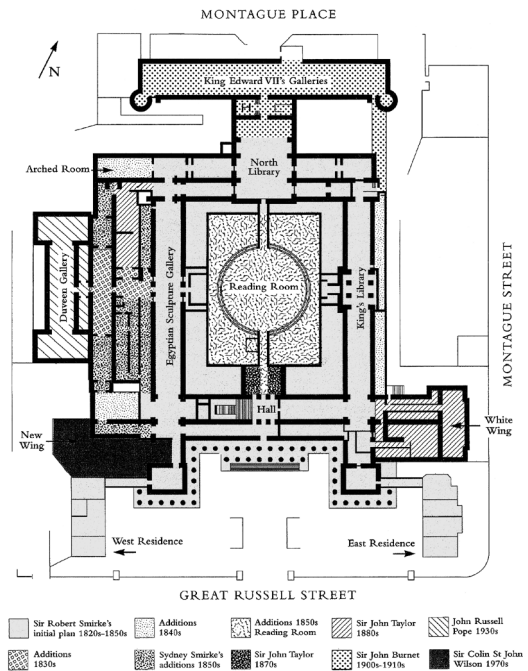 MONTAGUE PLACE
N
King Edward VII's Galleries
H
Arched Room
North
Library
Duveen Gallery
Egyptian Sculpture Gallery
Reading Room
King's Library
MONTAGUE STREET
Hall
New
Wing
White
Wing
West Residence
East Residence
GREAT RUSSELL STREET
Sir Robert Smirke's
initial plan 1820s-1850s
Additions
1840s
Additions 1850s
Reading Room
Sir John Taylor
1880s
John Russell
Pope 1930s
Additions
1830s
Sydney Smirke's
additions 1850s
Sir John Taylor
1870s
Sir John Burnet
1900s-1910s
Sir Colin St John
Wilson 1970s